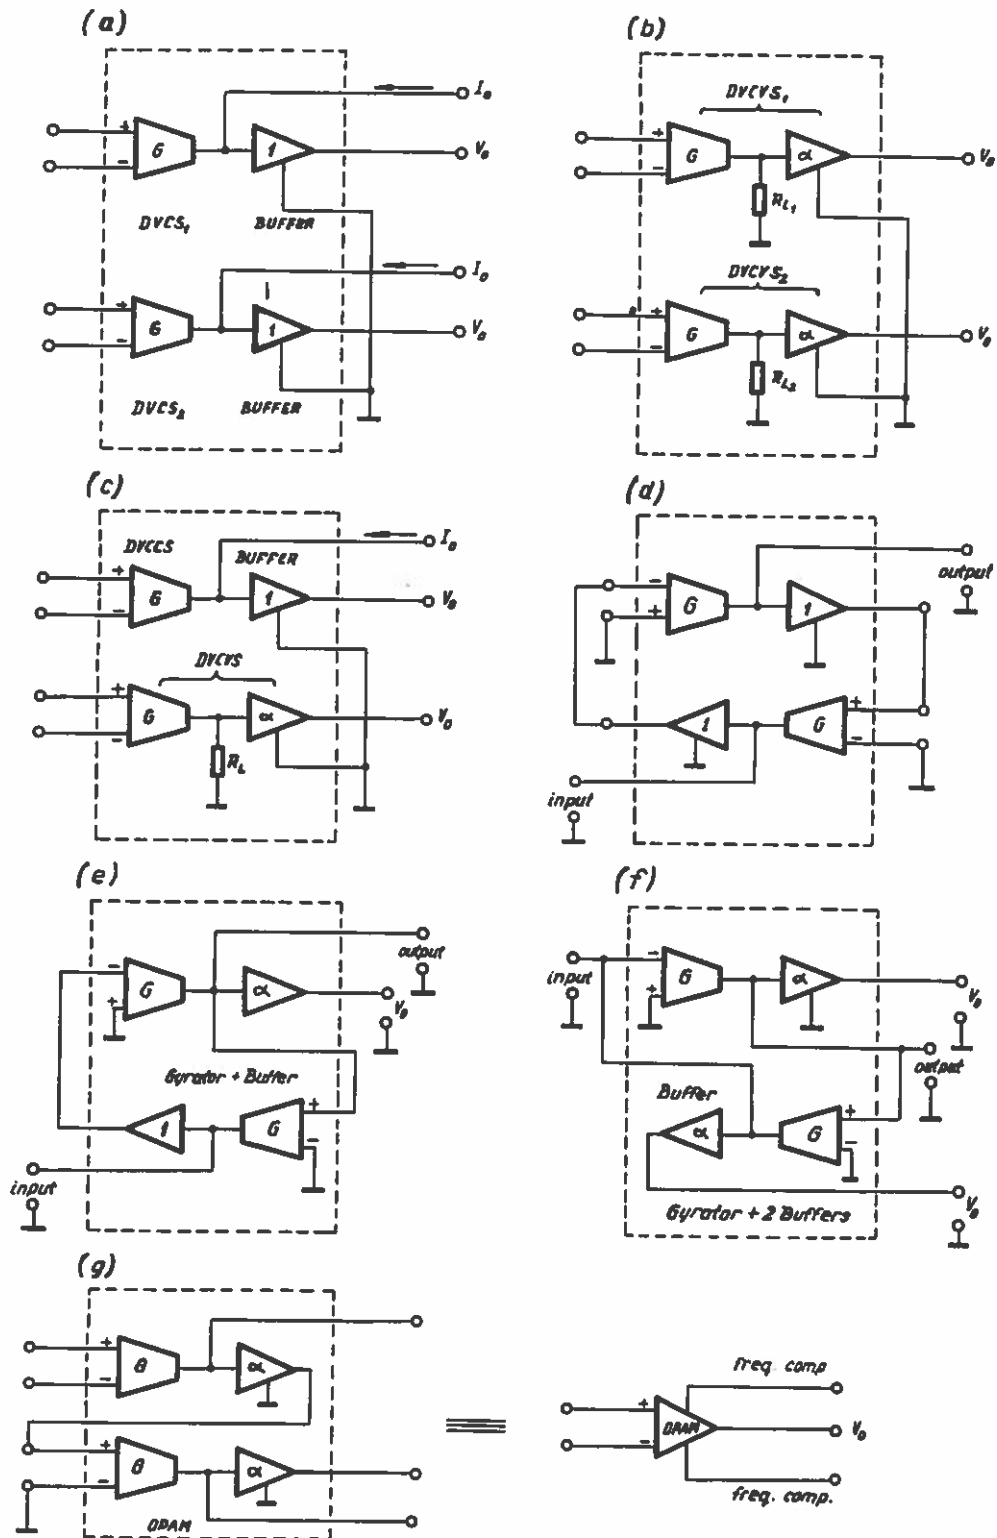 (a)
I₀
+
-
G
1
V₀
DVCS₁
BUFFER
I₀
+
-
G
1
V₀
DVCS₂
BUFFER
(b)
DVCVS₁
+
-
G
α
V₀
R_L₁
DVCVS₂
+
-
G
α
V₀
R_L₂
(c)
DVCCS
BUFFER
I₀
+
-
G
1
V₀
DVCVS
+
-
G
α
V₀
R_L
(d)
-
+
G
1
output
1
G
+
-
input
(e)
-
+
G
α
output
V₀
Gyrator + Buffer
1
G
+
-
input
(f)
input
-
+
G
α
V₀
output
Buffer
α
G
+
-
V₀
Gyrator + 2 Buffers
(g)
+
-
G
α
+
-
G
α
OPAM
freq. comp
+
-
OPAM
V₀
freq. comp.